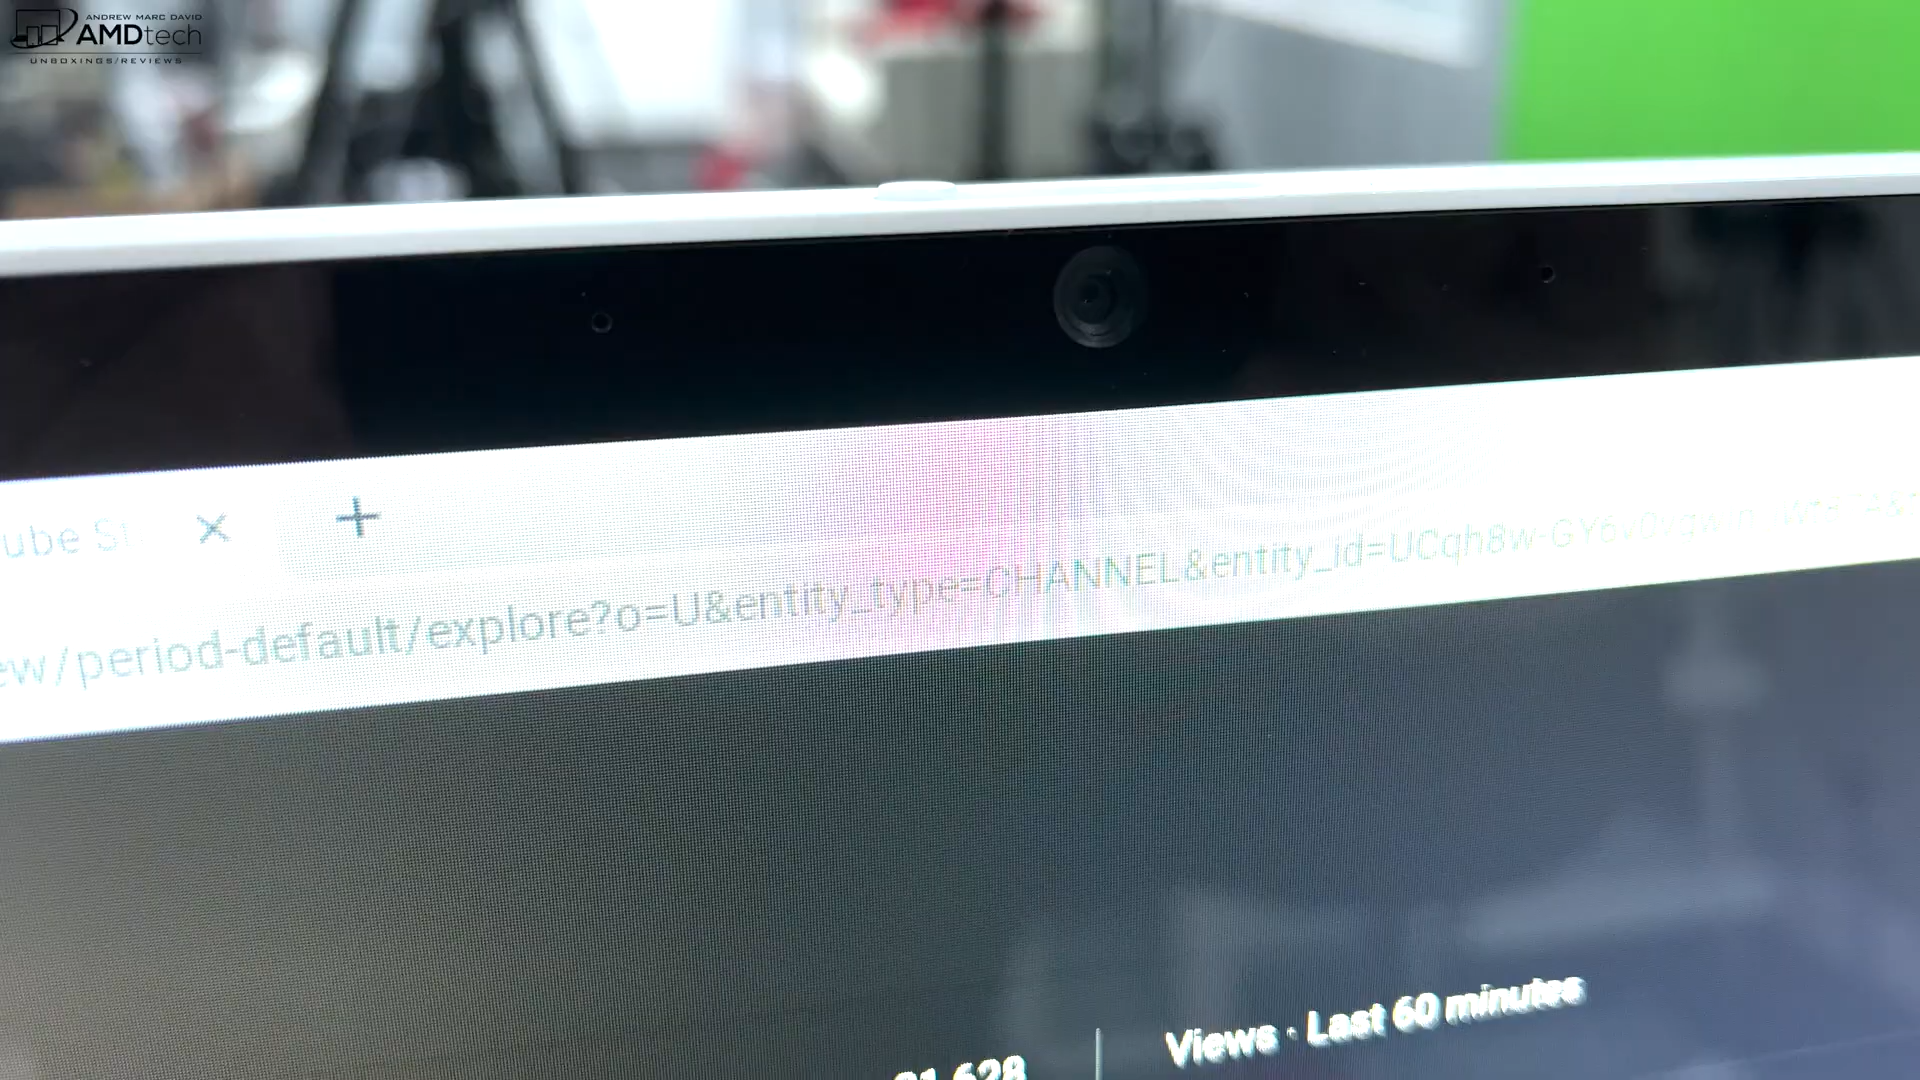 ANDREW MARC DAVID
AMDtech
UNBOXINGS/REVIEWS
ube
ew/period-default/explore?o=U&entity_type=CHANNEL&entity_id=UCqh8w-GY6v0vgw
Views · Last 60 minutes